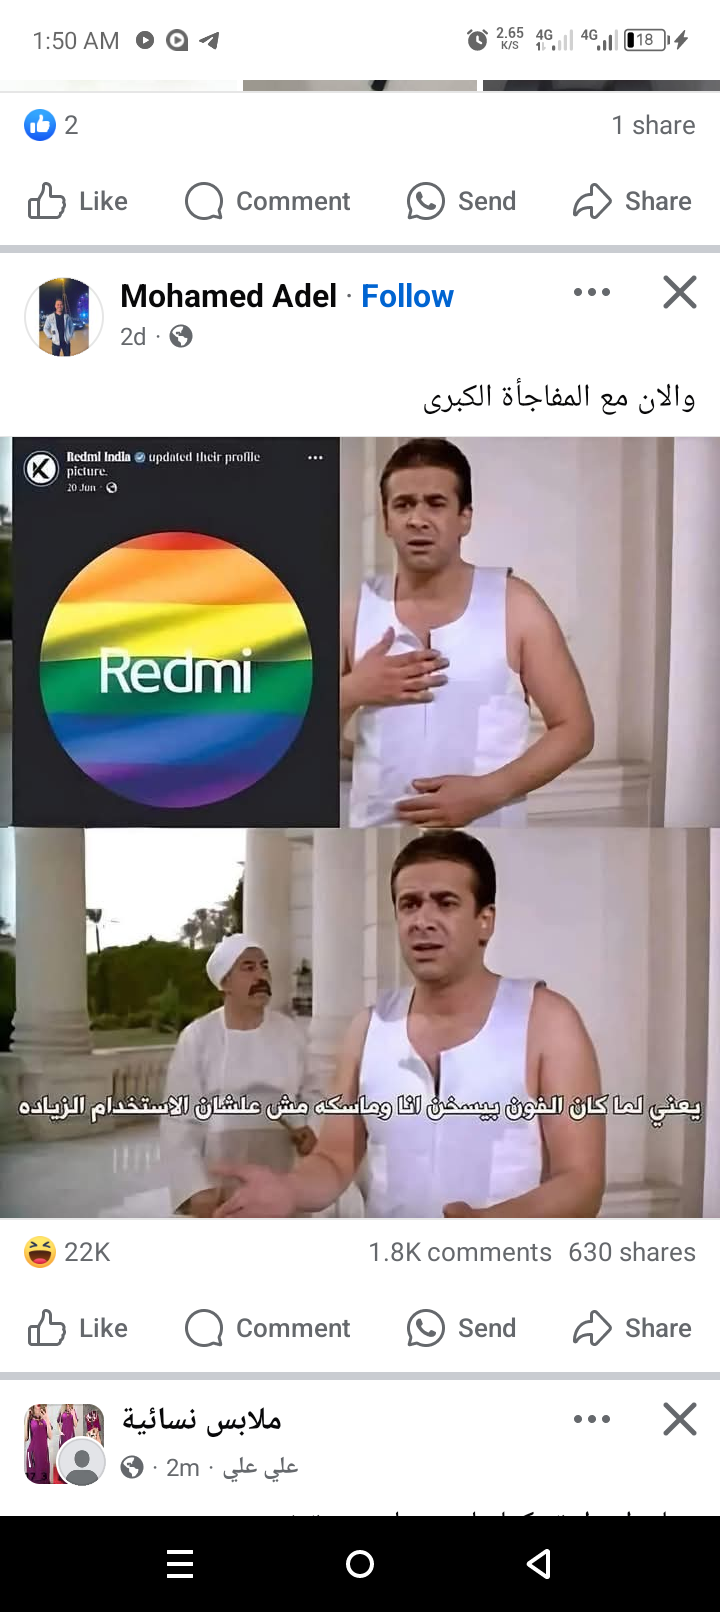 1:50 AM
2.65 K/S 4G 4G 18
2
1 share
Like Comment Send Share
Mohamed Adel · Follow
2d ·
والان مع المفاجأة الكبرى
Redmi India updated their profile
picture.
20 Jun ·
Redmi
يعني لما كان الفون بيسخن انا وماسكه مش علشان الاستخدام الزياده
22K
1.8K comments 630 shares
Like Comment Send Share
ملابس نسائية
علي علي · 2m ·